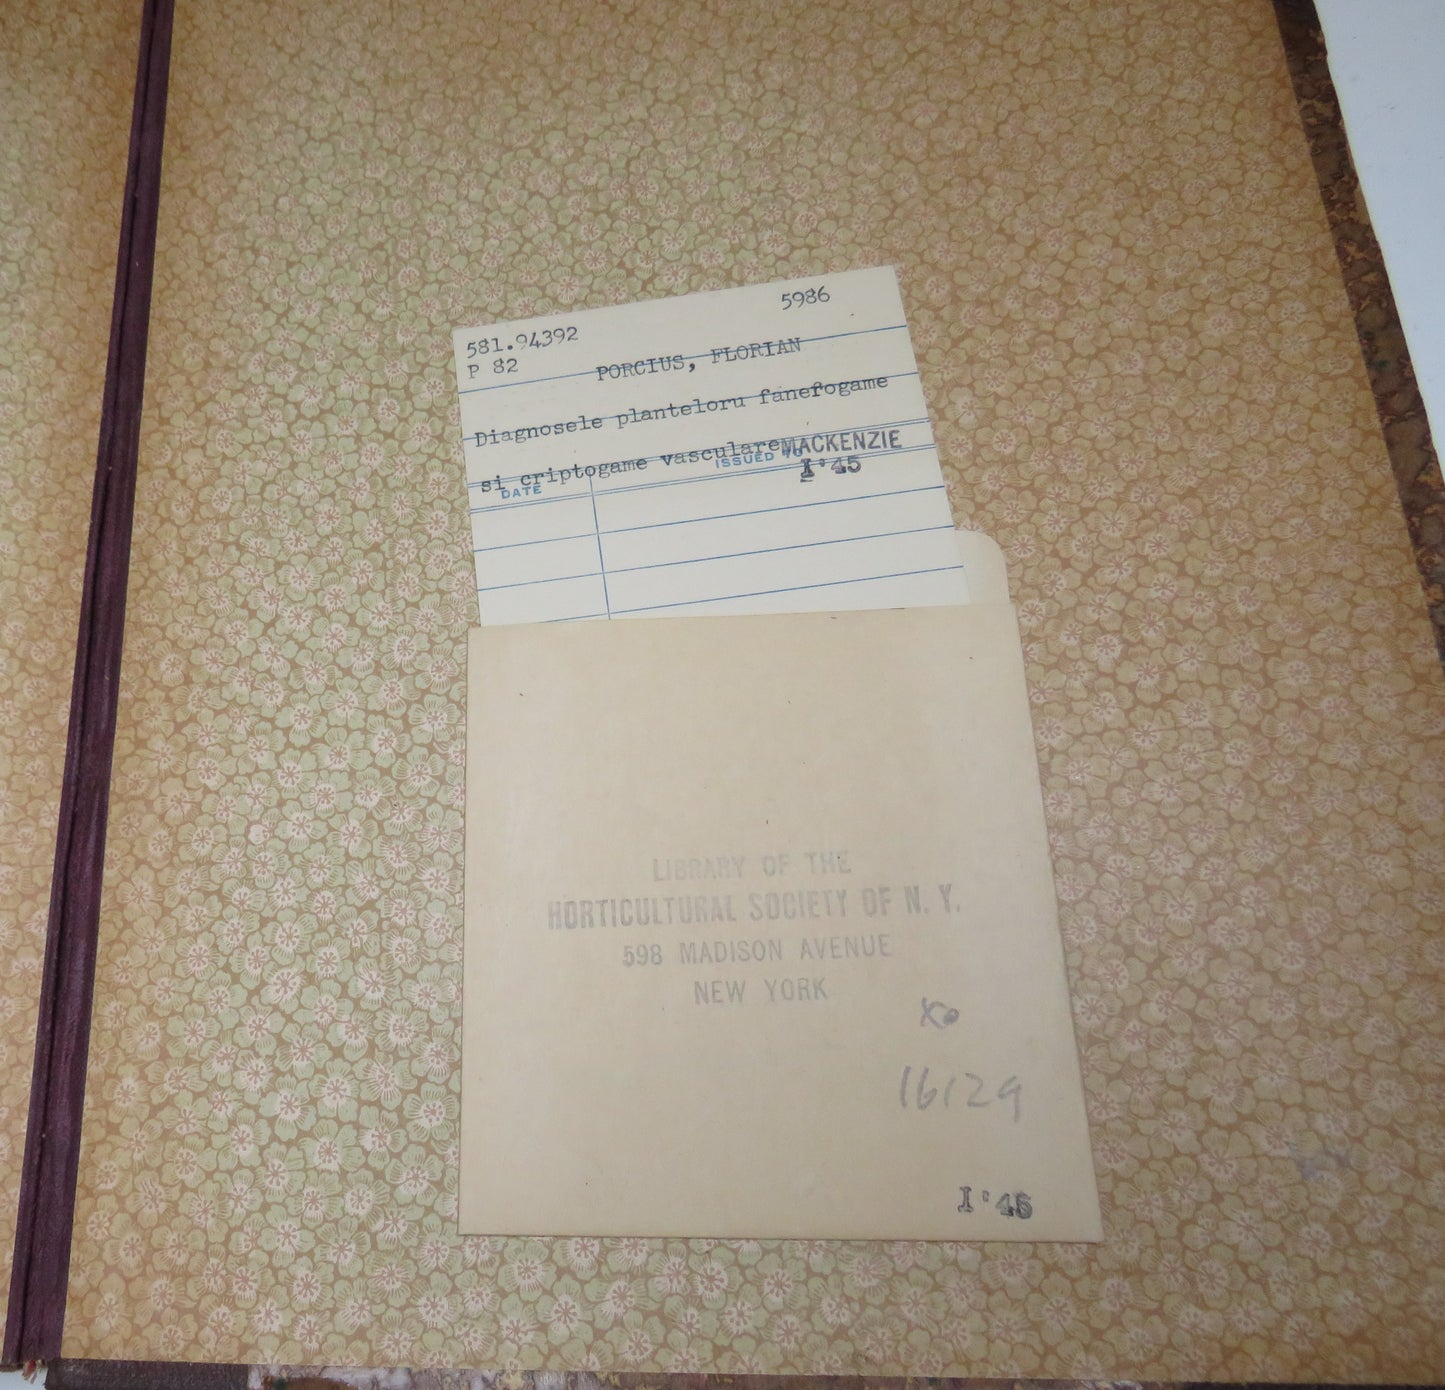 5986
581.94392
P 82
PORCIUS, FLORIAN
Diagnosele planteloru fanerogame
si criptogame vasculare MACKENZIE
DATE
ISSUED TO
I'45
LIBRARY OF THE
HORTICULTURAL SOCIETY OF N. Y.
598 MADISON AVENUE
NEW YORK
16129
I'45